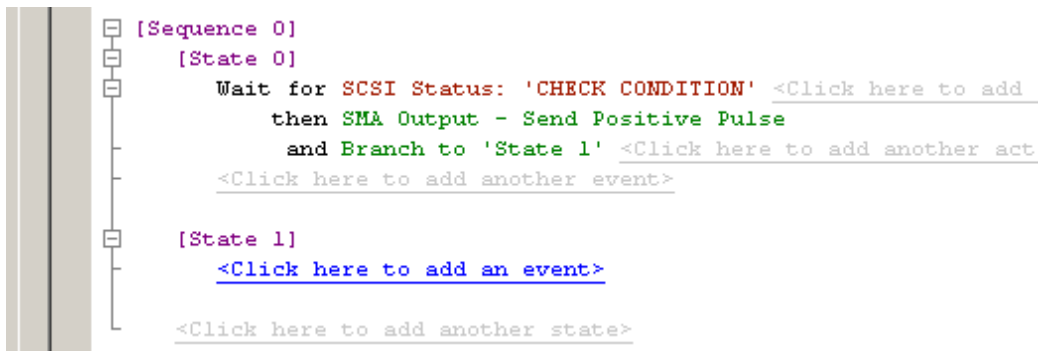 [Sequence 0]
[State 0]
Wait for SCSI Status: 'CHECK CONDITION' <Click here to add
then SMA Output - Send Positive Pulse
and Branch to 'State 1' <Click here to add another act
<Click here to add another event>
[State 1]
<Click here to add an event>
<Click here to add another state>